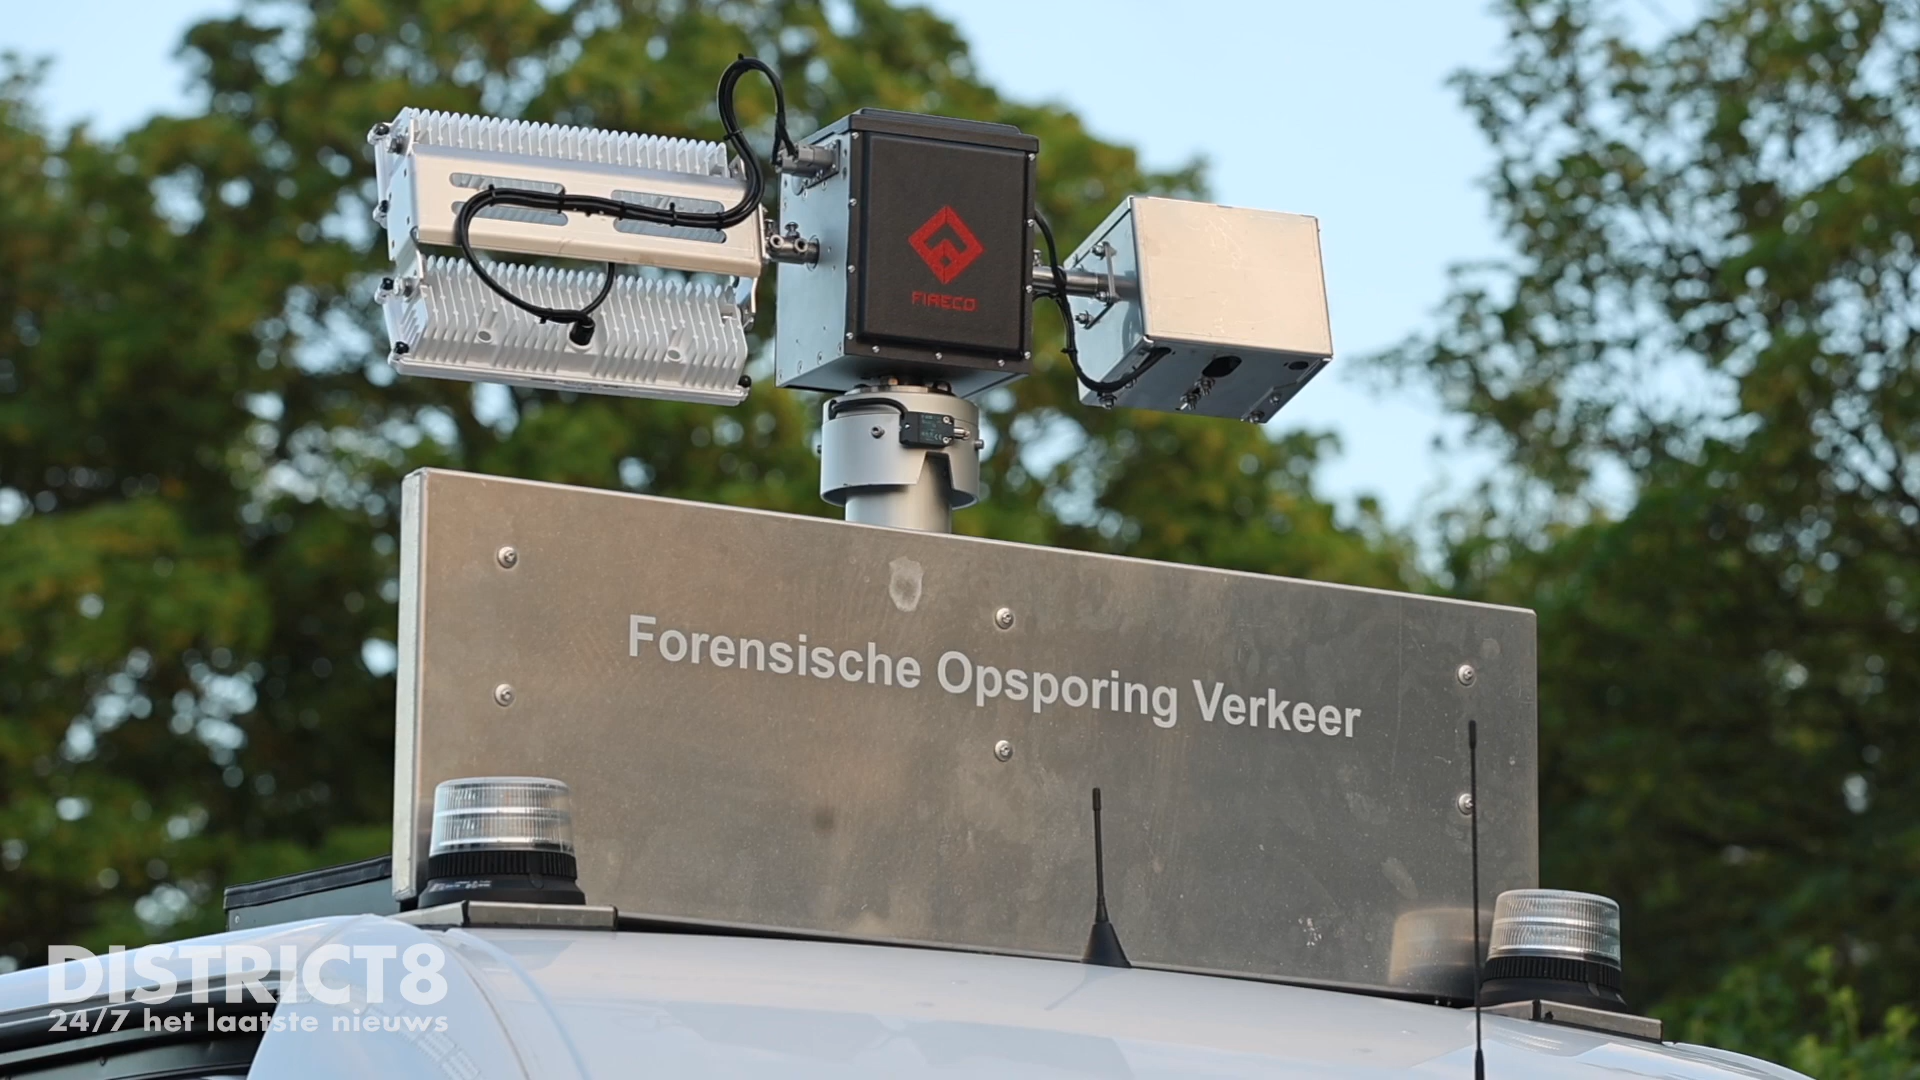 FIRECO
Forensische Opsporing Verkeer
DISTRICT8
24/7 het laatste nieuws